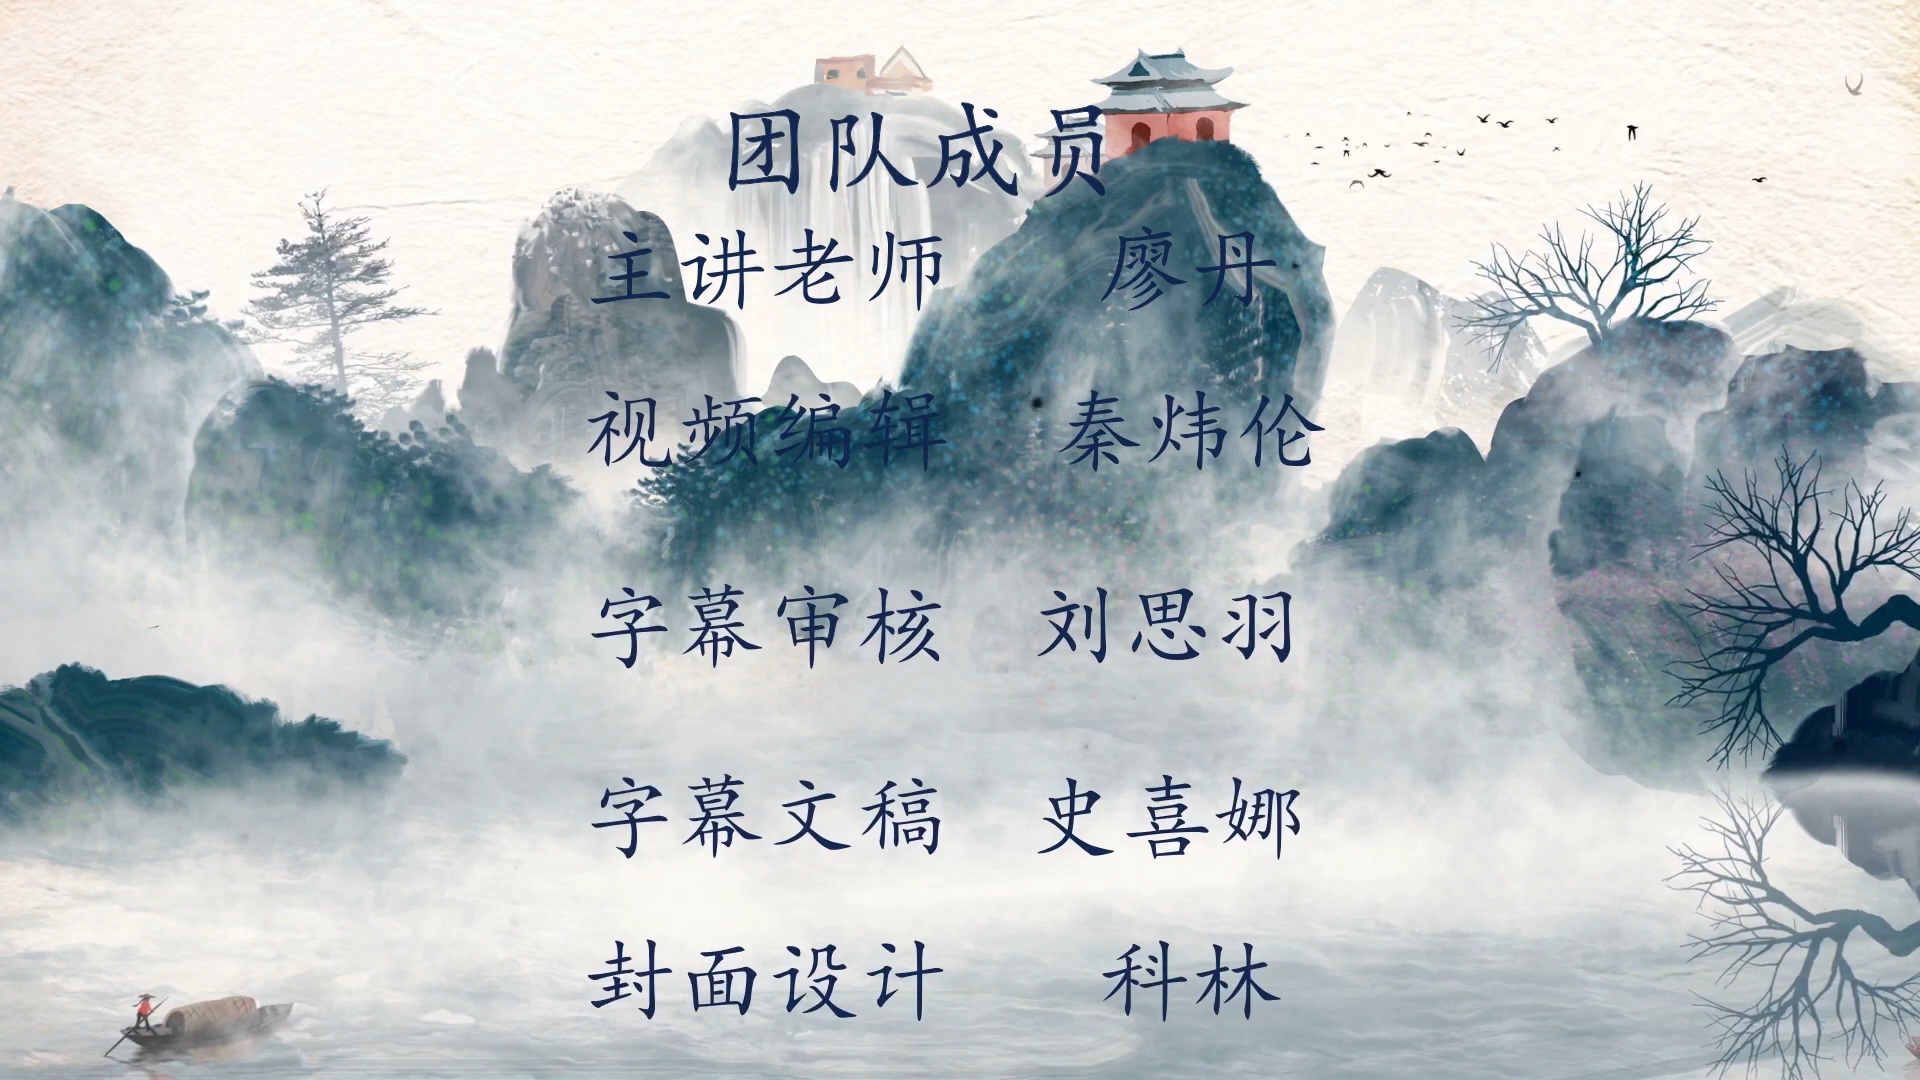 团队成员
主讲老师 廖丹
视频编辑 秦炜伦
字幕审核 刘思羽
字幕文稿 史喜娜
封面设计 科林